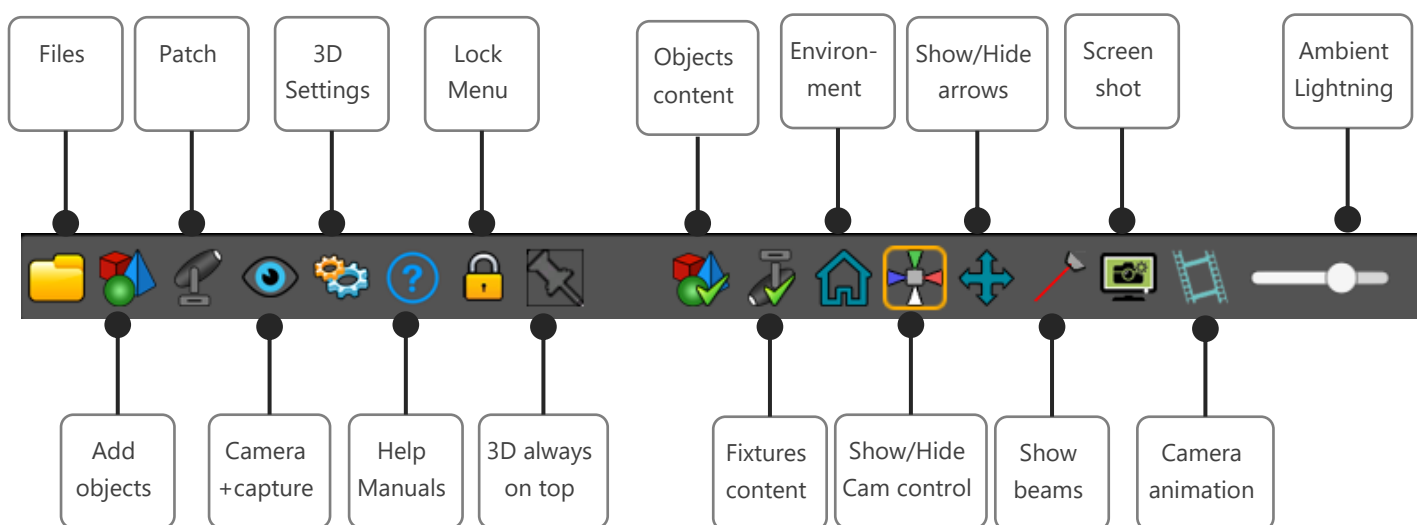 Files
Patch
3D
Settings
Lock
Menu
Objects
content
Environ-
ment
Show/Hide
arrows
Screen
shot
Ambient
Lightning
?
Add
objects
Camera
+capture
Help
Manuals
3D always
on top
Fixtures
content
Show/Hide
Cam control
Show
beams
Camera
animation